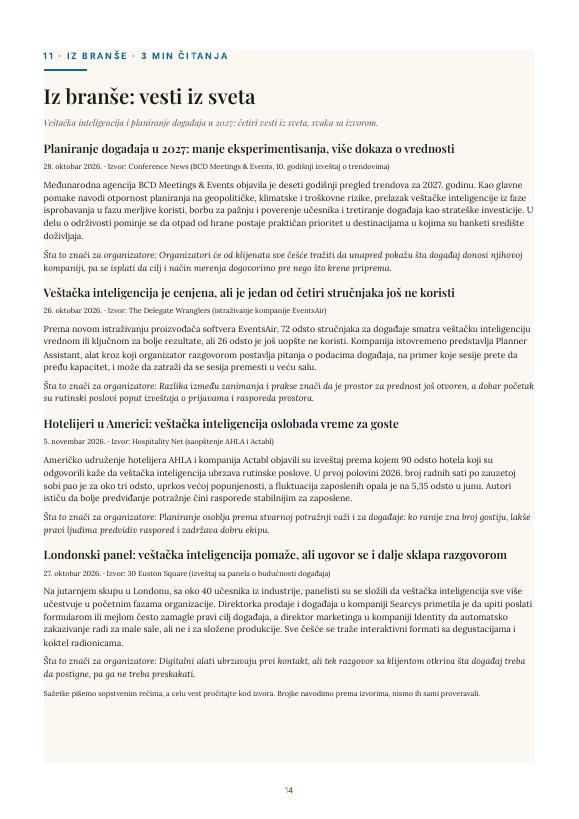 11 · IZ BRANŠE · 3 MIN ČITANJA
Iz branše: vesti iz sveta
Veštačka inteligencija i planiranje događaja u 2027: četiri vesti iz sveta, svaka sa izvorom.
Planiranje događaja u 2027: manje eksperimentisanja, više dokaza o vrednosti
28. oktobar 2026. · Izvor: Conference News (BCD Meetings & Events, 10. godišnji izveštaj o trendovima)
Međunarodna agencija BCD Meetings & Events objavila je deseti godišnji pregled trendova za 2027. godinu. Kao glavne
pomake navodi otpornost planiranja na geopolitičke, klimatske i troškovne rizike, prelazak veštačke inteligencije iz faze
isprobavanja u fazu merljive koristi, borbu za pažnju i poverenje učesnika i tretiranje događaja kao strateške investicije. U
delu o održivosti pominje se da otpad od hrane postaje praktičan prioritet u destinacijama u kojima su banketi središte
doživljaja.
Šta to znači za organizatore: Organizatori će od klijenata sve češće tražiti da unapred pokažu šta događaj donosi njihovoj
kompaniji, pa se isplati da cilj i način merenja dogovorimo pre nego što krene priprema.
Veštačka inteligencija je cenjena, ali je jedan od četiri stručnjaka još ne koristi
26. oktobar 2026. · Izvor: The Delegate Wranglers (istraživanje kompanije EventsAir)
Prema novom istraživanju proizvođača softvera EventsAir, 72 odsto stručnjaka za događaje smatra veštačku inteligenciju
vrednom ili ključnom za bolje rezultate, ali 26 odsto je još uopšte ne koristi. Kompanija istovremeno predstavlja Planner
Assistant, alat kroz koji organizator razgovorom postavlja pitanja o podacima događaja, na primer koje sesije prete da
pređu kapacitet, i može da zatraži da se sesija premesti u veću salu.
Šta to znači za organizatore: Razlika između zanimanja i prakse znači da je prostor za prednost još otvoren, a dobar početak
su rutinski poslovi poput izveštaja o prijavama i rasporeda prostora.
Hotelijeri u Americi: veštačka inteligencija oslobađa vreme za goste
5. novembar 2026. · Izvor: Hospitality Net (saopštenje AHLA i Actabl)
Američko udruženje hotelijera AHLA i kompanija Actabl objavili su izveštaj prema kojem 90 odsto hotela koji su
odgovorili kaže da veštačka inteligencija ubrzava rutinske poslove. U prvoj polovini 2026. broj radnih sati po zauzetoj
sobi pao je za oko tri odsto, uprkos većoj popunjenosti, a fluktuacija zaposlenih opala je na 5,35 odsto u junu. Autori
ističu da bolje predviđanje potražnje čini rasporede stabilnijim za zaposlene.
Šta to znači za organizatore: Planiranje osoblja prema stvarnoj potražnji važi i za događaje: ko ranije zna broj gostiju, lakše
pravi ljudima predvidiv raspored i zadržava dobru ekipu.
Londonski panel: veštačka inteligencija pomaže, ali ugovor se i dalje sklapa razgovorom
27. oktobar 2026. · Izvor: 30 Euston Square (izveštaj sa panela o budućnosti događaja)
Na jutarnjem skupu u Londonu, sa oko 40 učesnika iz industrije, panelisti su se složili da veštačka inteligencija sve više
učestvuje u početnim fazama organizacije. Direktorka prodaje i događaja u kompaniji Searcys primetila je da upiti poslati
formularom ili mejlom često zamagle pravi cilj događaja, a direktor marketinga u kompaniji Identity da automatsko
zakazivanje radi za male sale, ali ne i za složene produkcije. Sve češće se traže interaktivni formati sa degustacijama i
koktel radionicama.
Šta to znači za organizatore: Digitalni alati ubrzavaju prvi kontakt, ali tek razgovor sa klijentom otkriva šta događaj treba
da postigne, pa ga ne treba preskakati.
Sažetke pišemo sopstvenim rečima, a celu vest pročitajte kod izvora. Brojke navodimo prema izvorima, nismo ih sami proveravali.
14